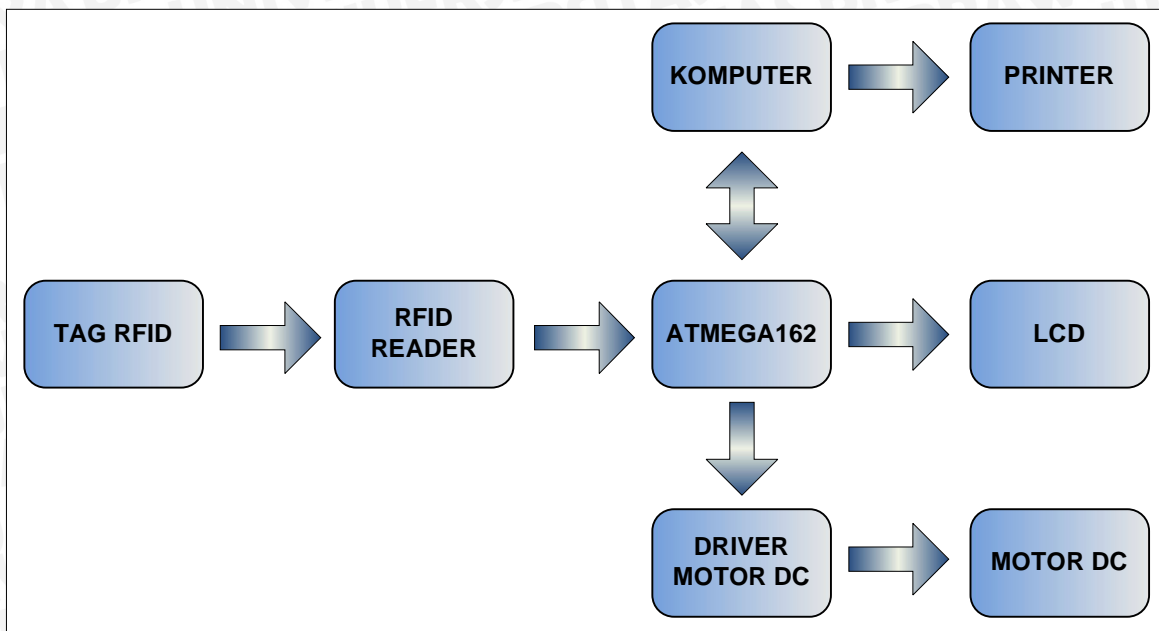 KOMPUTER
PRINTER
TAG RFID
RFID
READER
ATMEGA162
LCD
DRIVER
MOTOR DC
MOTOR DC